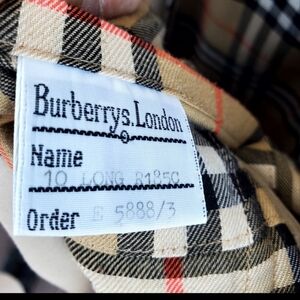 Burberrys.London
Name
10 LONG R185C
Order E 5888/3